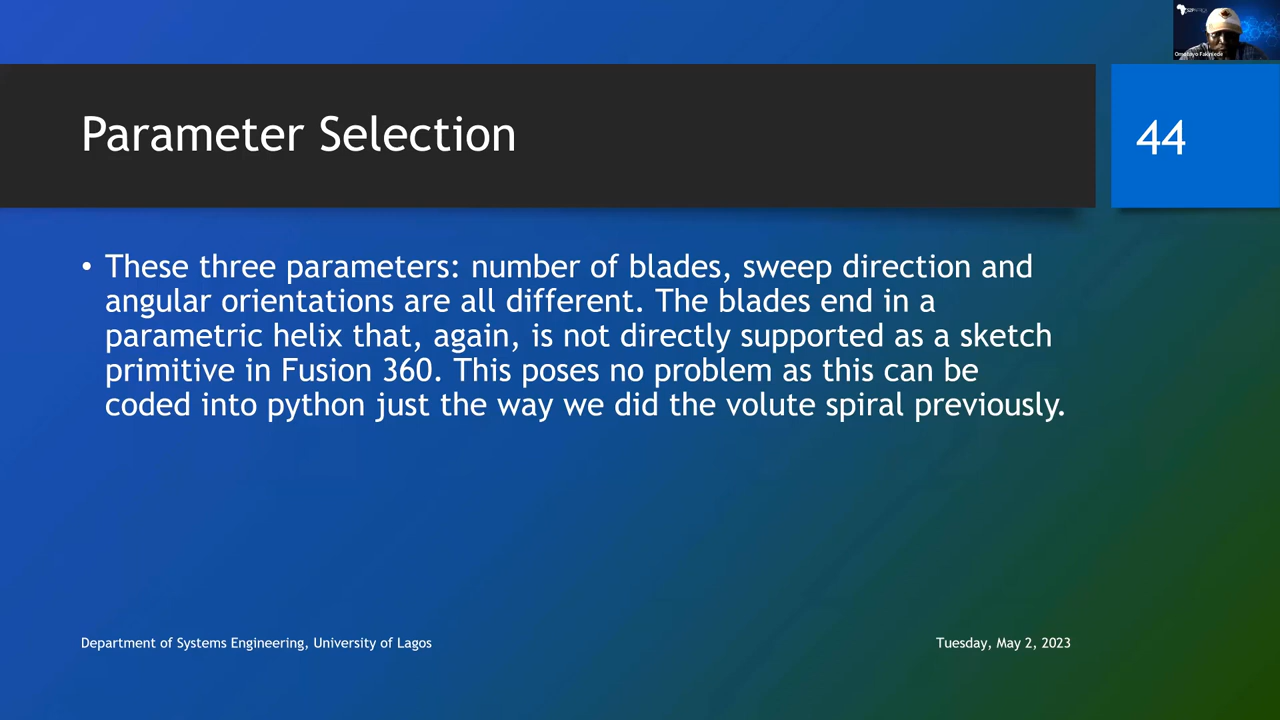 Parameter Selection
44
• These three parameters: number of blades, sweep direction and
angular orientations are all different. The blades end in a
parametric helix that, again, is not directly supported as a sketch
primitive in Fusion 360. This poses no problem as this can be
coded into python just the way we did the volute spiral previously.
Department of Systems Engineering, University of Lagos
Tuesday, May 2, 2023